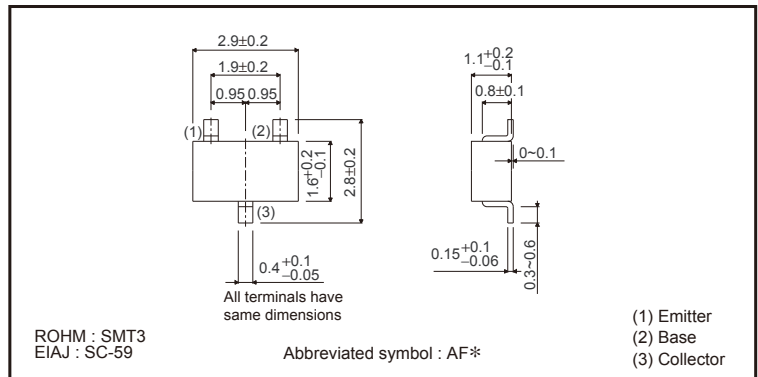 2.9±0.2
1.9±0.2
0.95 0.95
(1)
(2)
1.6+0.2−0.1
2.8±0.2
(3)
0.4+0.1−0.05
All terminals have
same dimensions
1.1+0.2−0.1
0.8±0.1
0~0.1
0.15+0.1−0.06
0.3~0.6
ROHM : SMT3
EIAJ : SC-59
Abbreviated symbol : AF*
(1) Emitter
(2) Base
(3) Collector